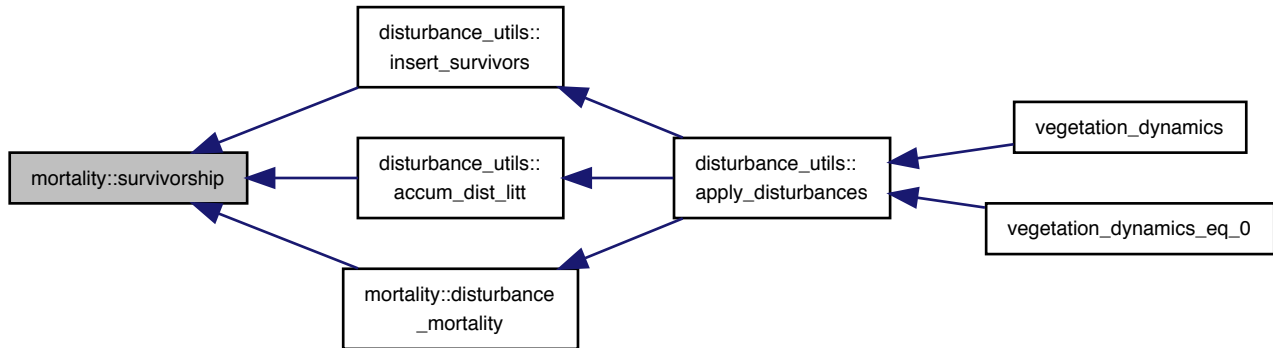 mortality::survivorship
disturbance_utils::
insert_survivors
disturbance_utils::
accum_dist_litt
mortality::disturbance
_mortality
disturbance_utils::
apply_disturbances
vegetation_dynamics
vegetation_dynamics_eq_0